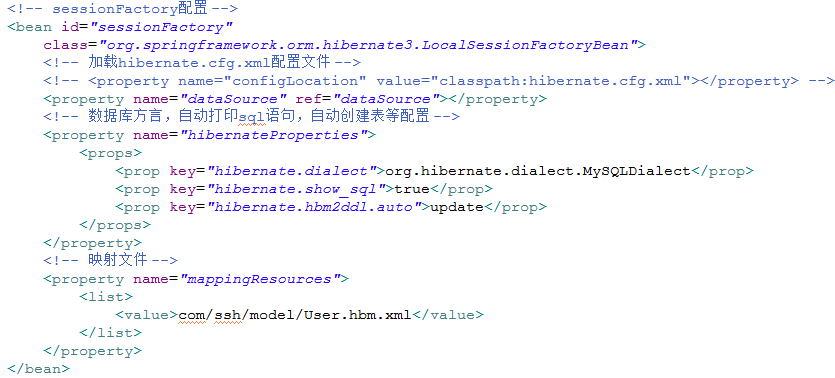 <!-- sessionFactory配置 -->
<bean id="sessionFactory"
class="org.springframework.orm.hibernate3.LocalSessionFactoryBean">
<!-- 加载hibernate.cfg.xml配置文件 -->
<!-- <property name="configLocation" value="classpath:hibernate.cfg.xml"></property> -->
<property name="dataSource" ref="dataSource"></property>
<!-- 数据库方言，自动打印sql语句，自动创建表等配置 -->
<property name="hibernateProperties">
<props>
<prop key="hibernate.dialect">org.hibernate.dialect.MySQLDialect</prop>
<prop key="hibernate.show_sql">true</prop>
<prop key="hibernate.hbm2ddl.auto">update</prop>
</props>
</property>
<!-- 映射文件 -->
<property name="mappingResources">
<list>
<value>com/ssh/model/User.hbm.xml</value>
</list>
</property>
</bean>